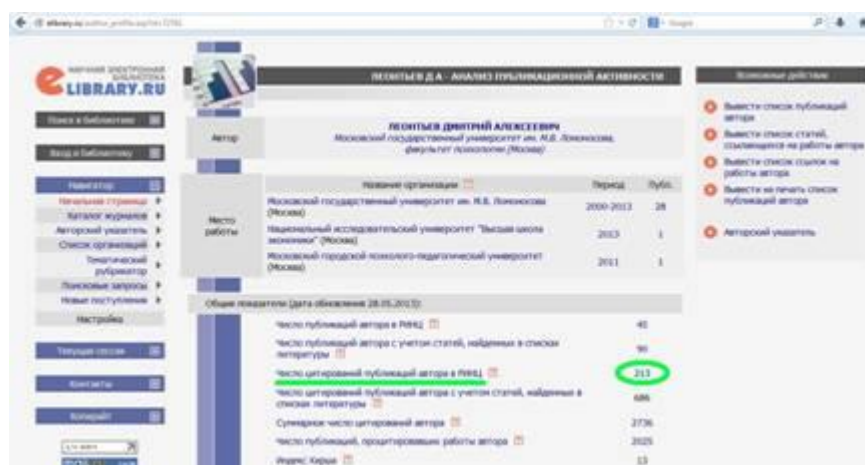 elibrary.ru/author_profile.asp?id=
Google
НАУЧНАЯ ЭЛЕКТРОННАЯ
БИБЛИОТЕКА
eLIBRARY.RU
Поиск в библиотеке
Вход в библиотеку
Навигатор
Начальная страница
Каталог журналов
Авторский указатель
Список организаций
Тематический
рубрикатор
Поисковые запросы
Новые поступления
Настройка
Текущая сессия
Контакты
Копирайт
ЛЕОНТЬЕВ Д А - АНАЛИЗ ПУБЛИКАЦИОННОЙ АКТИВНОСТИ
Автор
ЛЕОНТЬЕВ ДМИТРИЙ АЛЕКСЕЕВИЧ
Московский государственный университет им. М.В. Ломоносова,
факультет психологии (Москва)
Место
работы
Название организации Период Публ.
Московский государственный университет им. М.В. Ломоносова
(Москва) 2000-2013 28
Национальный исследовательский университет "Высшая школа
экономики" (Москва) 2013 1
Московский городской психолого-педагогический университет
(Москва) 2011 1
Общие показатели (дата обновления 28.05.2013):
Число публикаций автора в РИНЦ 45
Число публикаций автора с учетом статей, найденных в списках
литературы 90
Число цитирований публикаций автора в РИНЦ 213
Число цитирований публикаций автора с учетом статей, найденных в
списках литературы 686
Суммарное число цитирований автора 2736
Число публикаций, процитировавших работы автора 2025
Индекс Хирша 13
Возможные действия
Вывести список публикаций
автора
Вывести список статей,
ссылающихся на работы автора
Вывести список ссылок на
работы автора
Вывести на печать список
публикаций автора
Авторский указатель